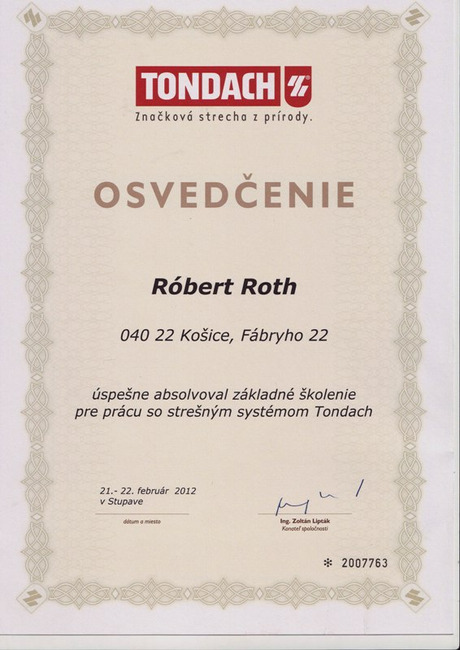 TONDACH®
Značková strecha z prírody.
OSVEDČENIE
Róbert Roth
040 22 Košice, Fábryho 22
úspešne absolvoval základné školenie
pre prácu so strešným systémom Tondach
21.- 22. február 2012
v Stupave
dátum a miesto
Ing. Zoltán Lipták
Konateľ spoločnosti
* 2007763